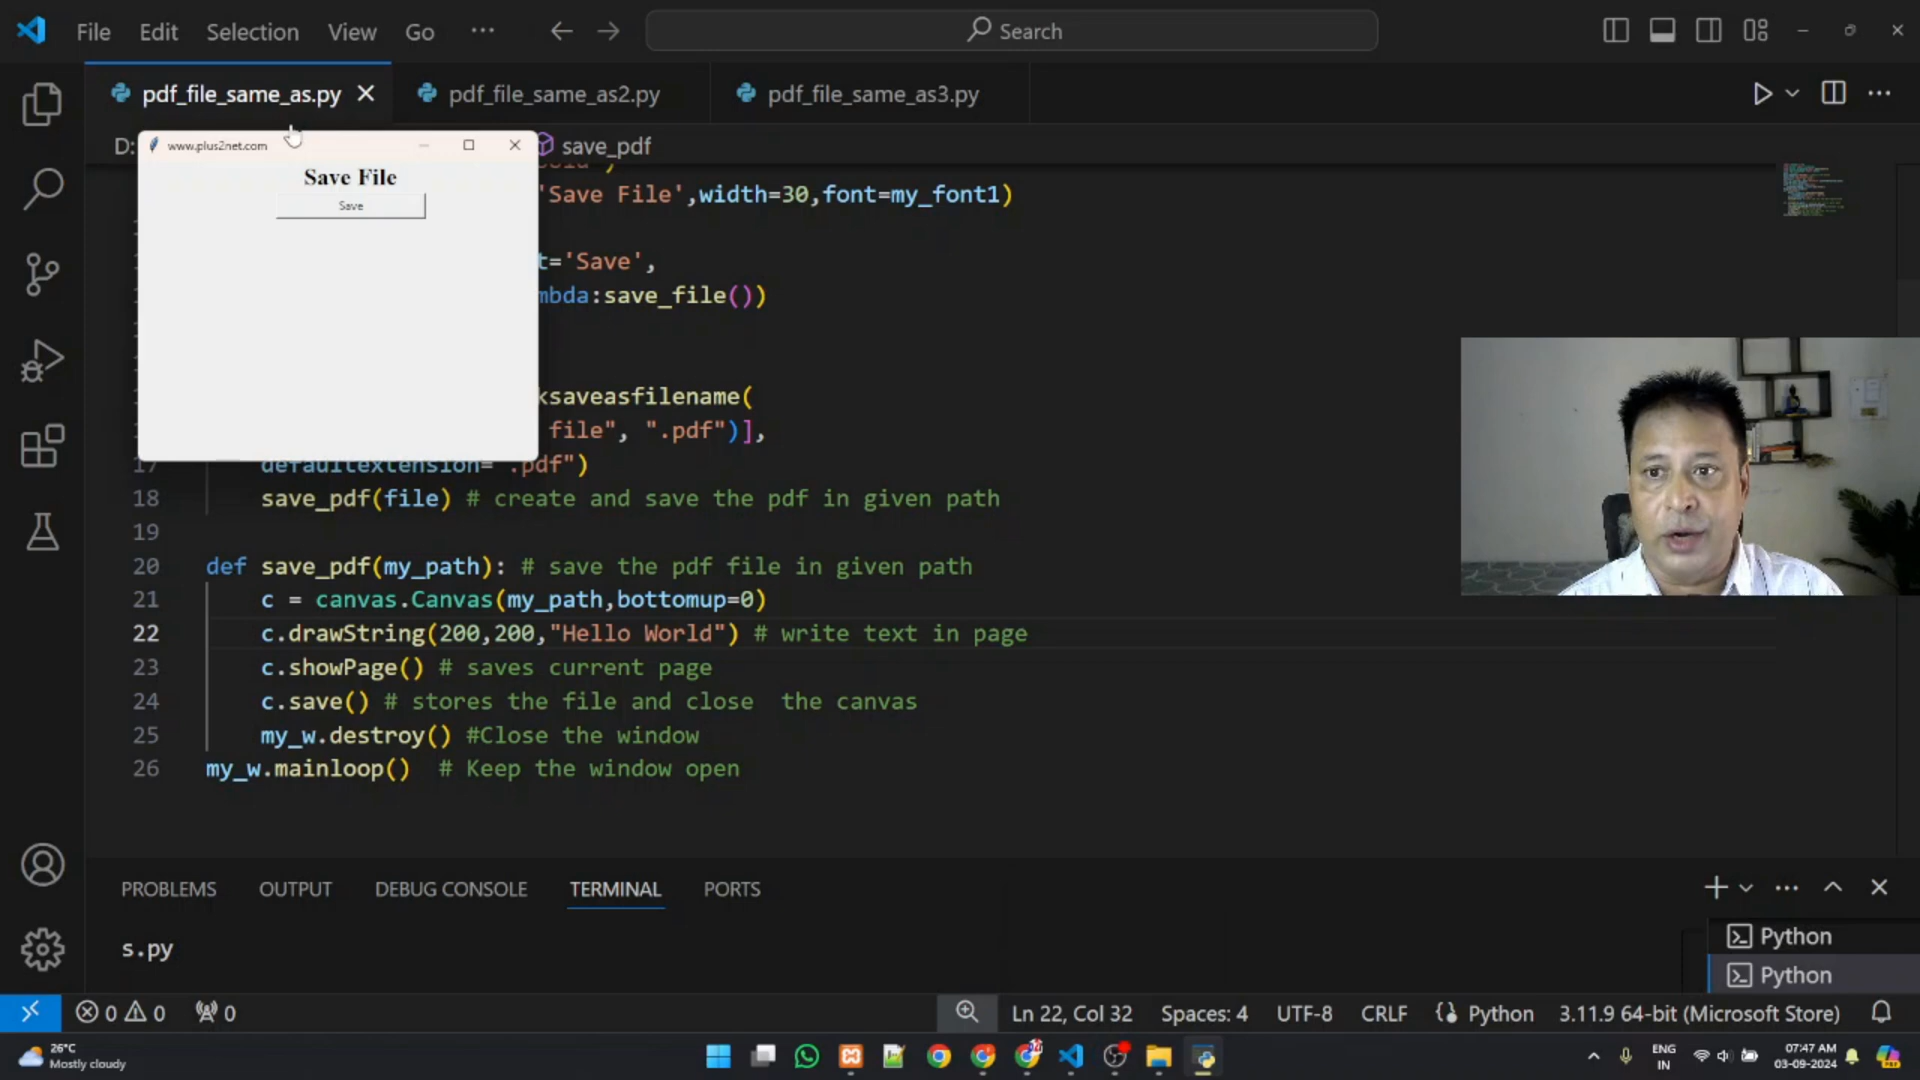 File Edit Selection View Go ··· Search
pdf_file_same_as.py pdf_file_same_as2.py pdf_file_same_as3.py
D: save_pdf
www.plus2net.com
Save File
Save
'Save File',width=30,font=my_font1)
t='Save',
mbda:save_file())
ksaveasfilename(
file", ".pdf")],
17 defaultextension=".pdf")
18 save_pdf(file) # create and save the pdf in given path
19
20 def save_pdf(my_path): # save the pdf file in given path
21 c = canvas.Canvas(my_path,bottomup=0)
22 c.drawString(200,200,"Hello World") # write text in page
23 c.showPage() # saves current page
24 c.save() # stores the file and close  the canvas
25 my_w.destroy() #Close the window
26 my_w.mainloop()  # Keep the window open
PROBLEMS OUTPUT DEBUG CONSOLE TERMINAL PORTS
s.py
Python
Python
0 0 0 Ln 22, Col 32 Spaces: 4 UTF-8 CRLF Python 3.11.9 64-bit (Microsoft Store)
26°C
Mostly cloudy
ENG
IN
07:47 AM
03-09-2024